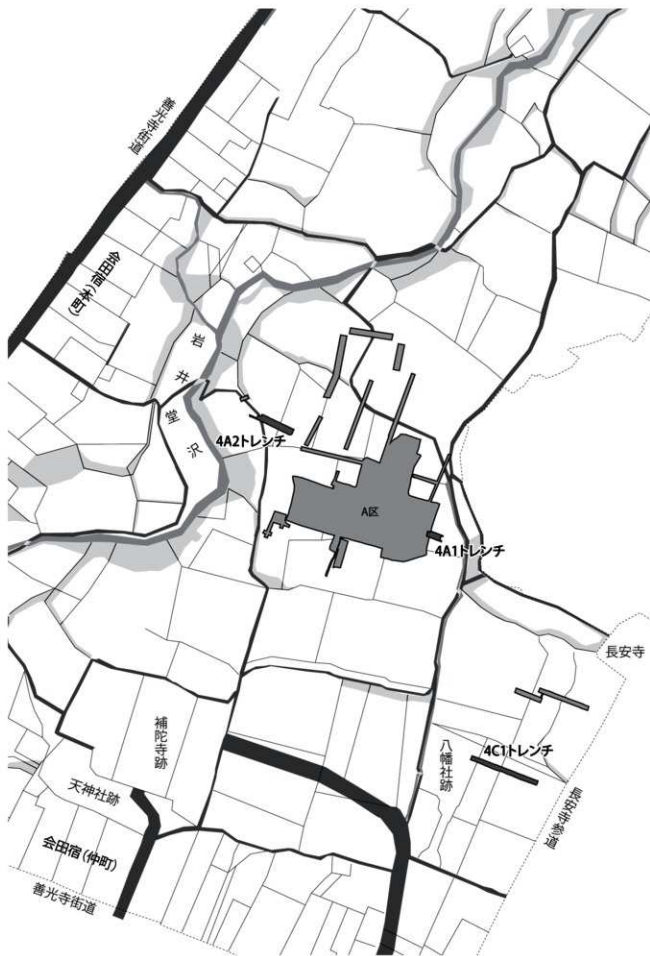 善光寺街道
会田宿(本町)
岩井堂沢
4A2トレンチ
A区
4A1トレンチ
長安寺
補陀寺跡
八幡社跡
4C1トレンチ
天神社跡
長安寺参道
会田宿(仲町)
善光寺街道